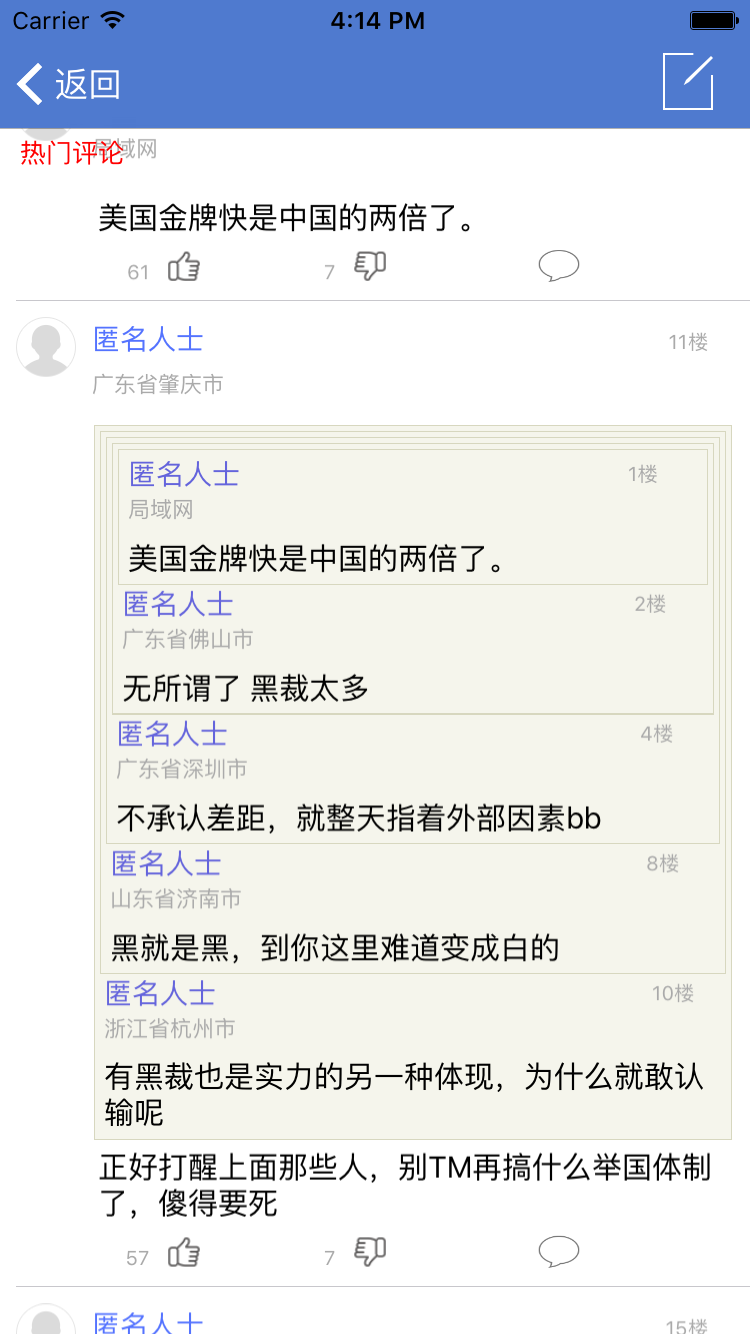 Carrier 4:14 PM
返回
热门评论
局域网
美国金牌快是中国的两倍了。
61 7
匿名人士 11楼
广东省肇庆市
匿名人士 1楼
局域网
美国金牌快是中国的两倍了。
匿名人士 2楼
广东省佛山市
无所谓了 黑裁太多
匿名人士 4楼
广东省深圳市
不承认差距，就整天指着外部因素bb
匿名人士 8楼
山东省济南市
黑就是黑，到你这里难道变成白的
匿名人士 10楼
浙江省杭州市
有黑裁也是实力的另一种体现，为什么就敢认
输呢
正好打醒上面那些人，别TM再搞什么举国体制
了，傻得要死
57 7
匿名人士 15楼